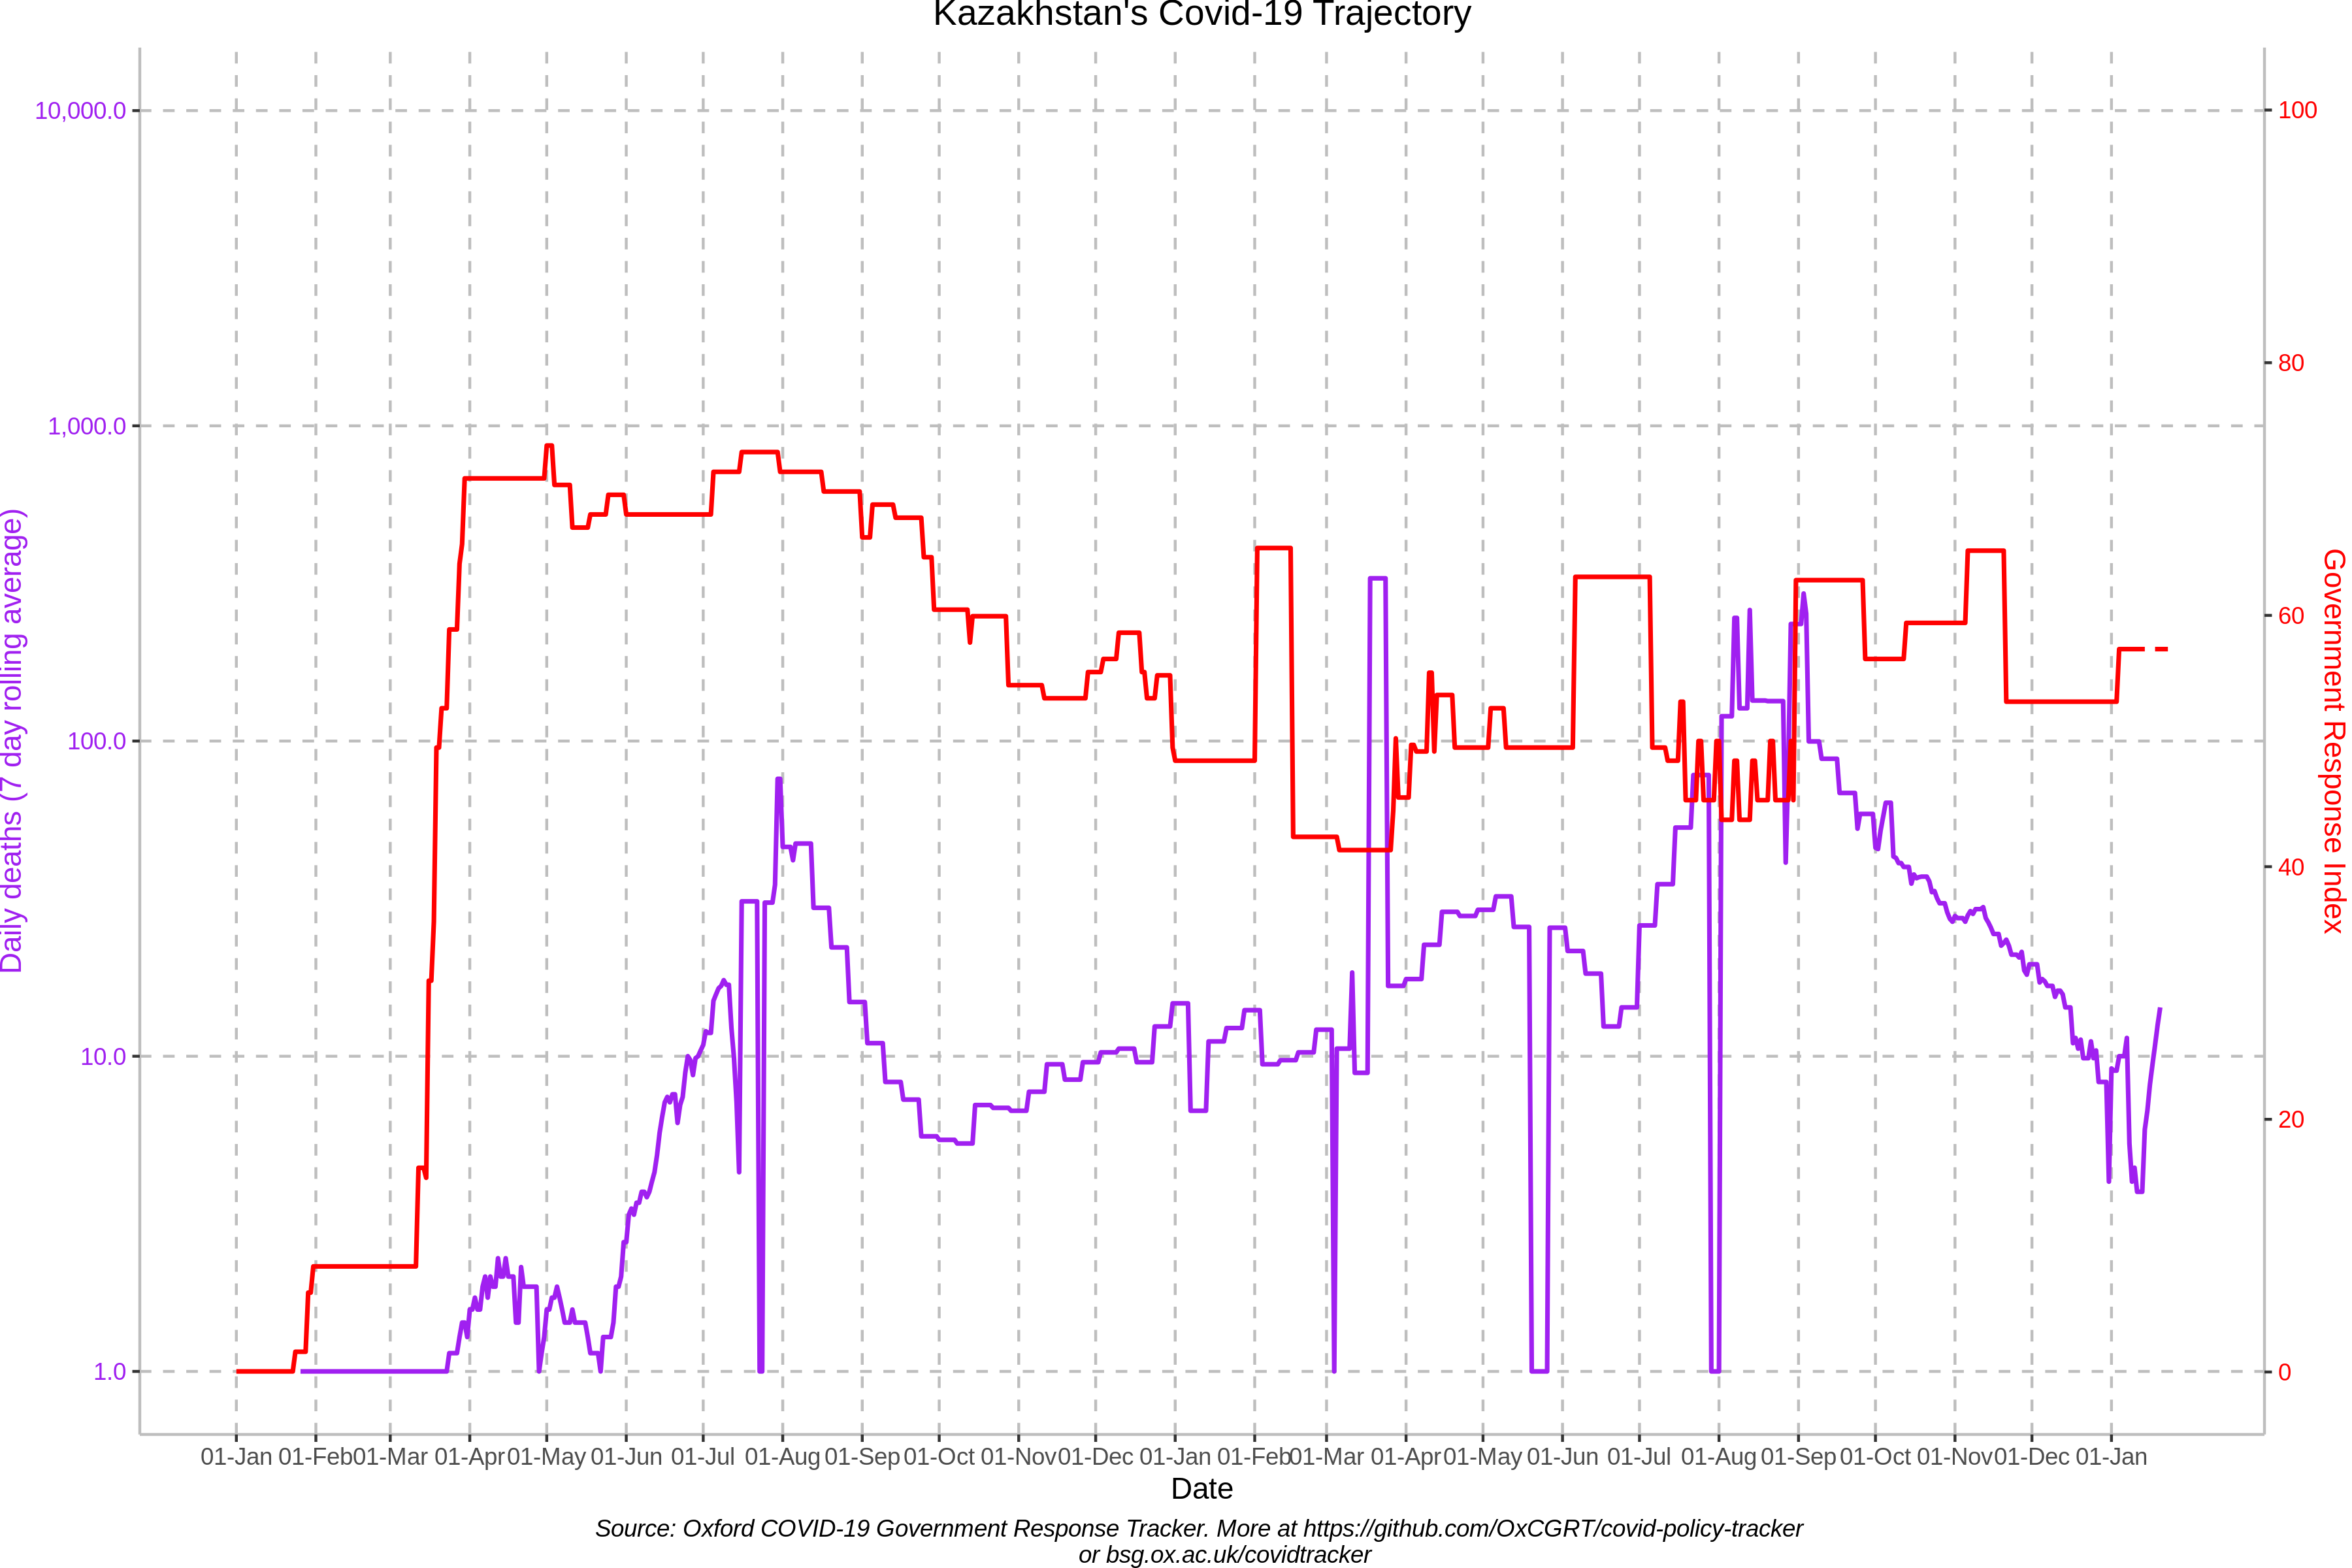 Kazakhstan's Covid-19 Trajectory
10,000.0
1,000.0
100.0
10.0
1.0
Daily deaths (7 day rolling average)
100
80
60
40
20
0
Government Response Index
01-Jan 01-Feb 01-Mar 01-Apr 01-May 01-Jun 01-Jul 01-Aug 01-Sep 01-Oct 01-Nov 01-Dec 01-Jan 01-Feb 01-Mar 01-Apr 01-May 01-Jun 01-Jul 01-Aug 01-Sep 01-Oct 01-Nov 01-Dec 01-Jan
Date
Source: Oxford COVID-19 Government Response Tracker. More at https://github.com/OxCGRT/covid-policy-tracker
or bsg.ox.ac.uk/covidtracker